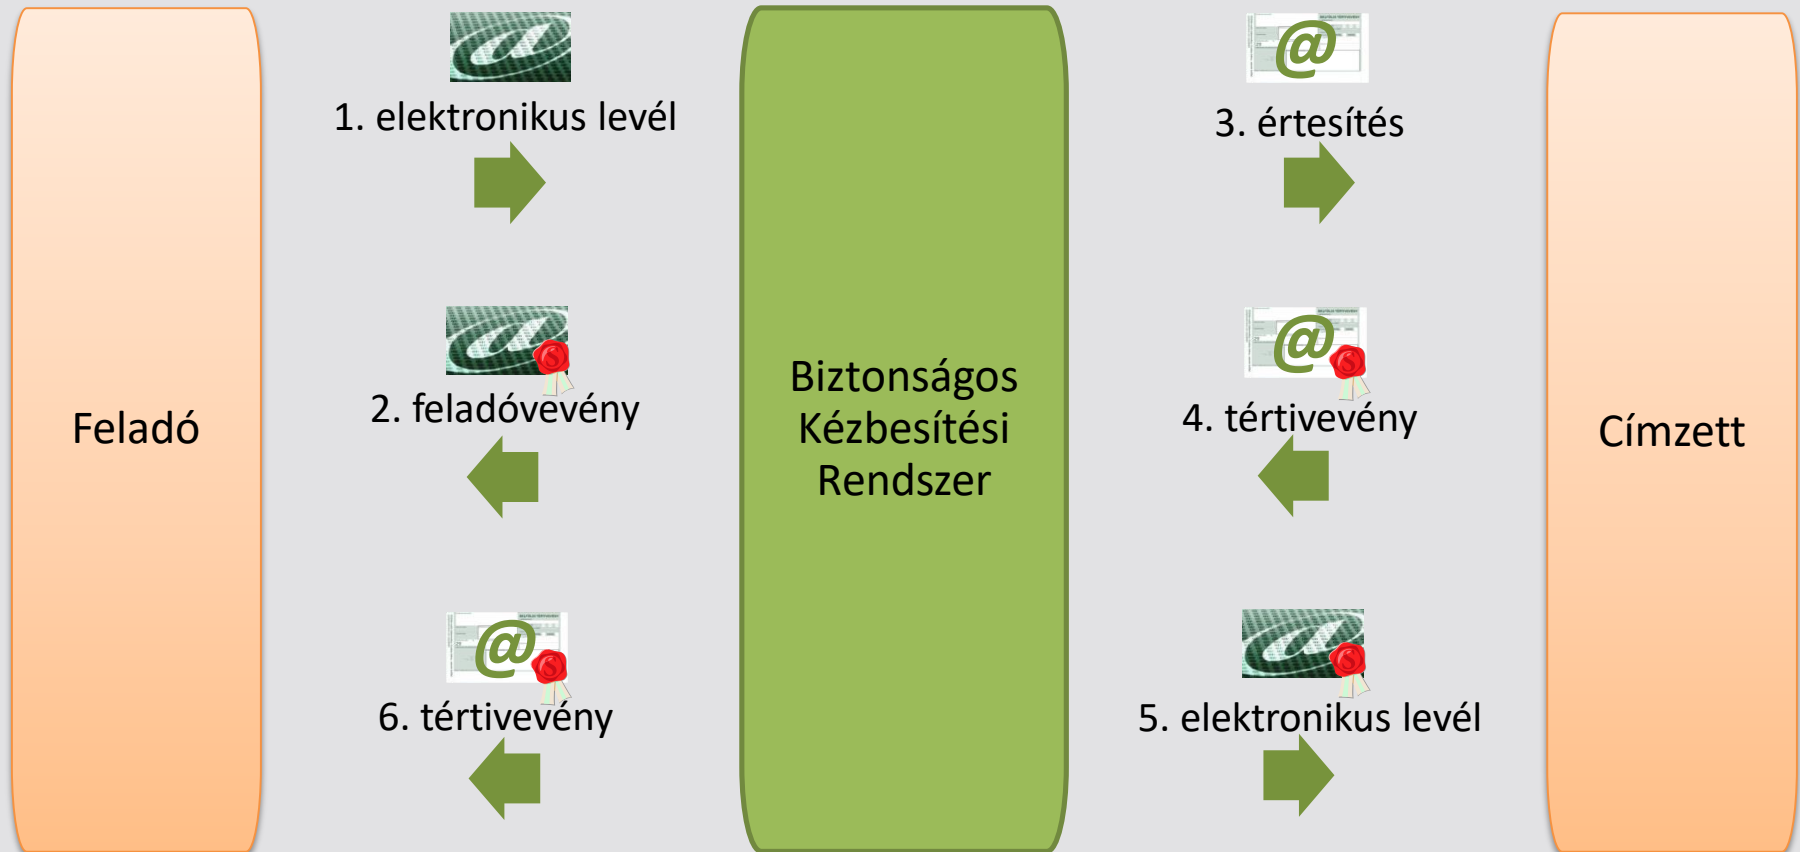 Feladó
1. elektronikus levél
2. feladóvevény
6. tértivevény
Biztonságos
Kézbesítési
Rendszer
@
3. értesítés
@
4. tértivevény
5. elektronikus levél
@
Címzett